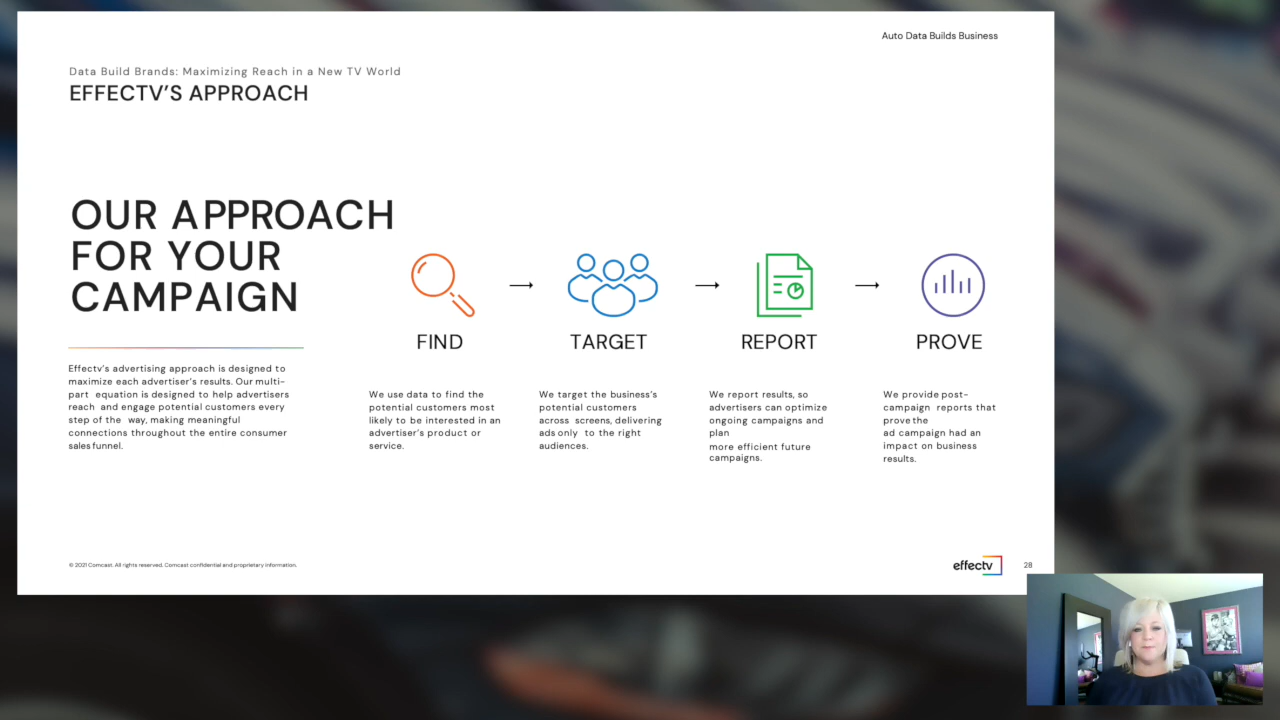 Auto Data Builds Business
Data Build Brands: Maximizing Reach in a New TV World
EFFECTV'S APPROACH
OUR APPROACH
FOR YOUR
CAMPAIGN
Effectv's advertising approach is designed to
maximize each advertiser's results. Our multi-
part equation is designed to help advertisers
reach and engage potential customers every
step of the way, making meaningful
connections throughout the entire consumer
sales funnel.
FIND
We use data to find the
potential customers most
likely to be interested in an
advertiser's product or
service.
TARGET
We target the business's
potential customers
across screens, delivering
ads only to the right
audiences.
REPORT
We report results, so
advertisers can optimize
ongoing campaigns and
plan
more efficient future
campaigns.
PROVE
We provide post-
campaign reports that
prove the
ad campaign had an
impact on business
results.
© 2021 Comcast. All rights reserved. Comcast confidential and proprietary information.
effectv
28